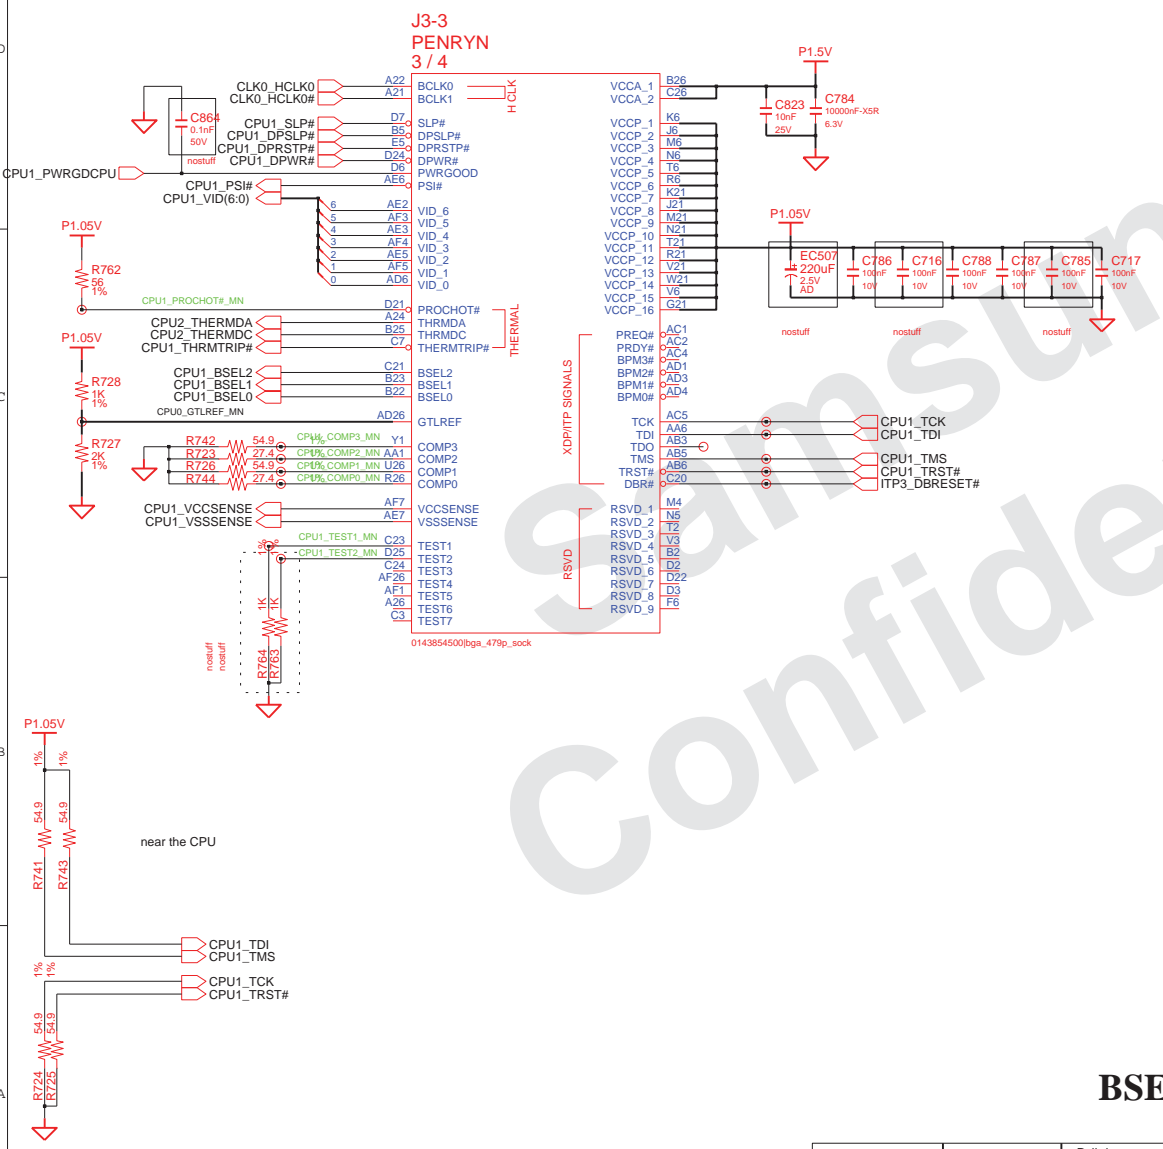 J3-3
PENRYN
3 / 4
CLK0_HCLK0
CLK0_HCLK0#
C864
0.1nF
50V
nostuff
CPU1_SLP#
CPU1_DPSLP#
CPU1_DPRSTP#
CPU1_DPWR#
CPU1_PWRGDCPU
CPU1_PSI#
CPU1_VID(6:0)
6
5
4
3
2
1
0
P1.05V
R762
56
1%
CPU1_PROCHOT#_MN
CPU2_THERMDA
CPU2_THERMDC
CPU1_THRMTRIP#
P1.05V
R728
1K
1%
CPU1_BSEL2
CPU1_BSEL1
CPU1_BSEL0
CPU0_GTLREF_MN
R727
2K
1%
R742 54.9 1% CPU1_COMP3_MN
R723 27.4 1% CPU1_COMP2_MN
R726 54.9 1% CPU1_COMP1_MN
R744 27.4 1% CPU1_COMP0_MN
CPU1_VCCSENSE
CPU1_VSSSENSE
CPU1_TEST1_MN
CPU1_TEST2_MN
1%
1%
1K
1K
R764
R763
nostuff
nostuff
A22 BCLK0
A21 BCLK1
H CLK
D7 SLP#
B5 DPSLP#
E5 DPRSTP#
D24 DPWR#
D6 PWRGOOD
AE6 PSI#
AE2 VID_6
AF3 VID_5
AE3 VID_4
AF4 VID_3
AE5 VID_2
AF5 VID_1
AD6 VID_0
D21 PROCHOT#
A24 THRMDA
B25 THRMDC
C7 THERMTRIP#
THERMAL
C21 BSEL2
B23 BSEL1
B22 BSEL0
AD26 GTLREF
Y1 COMP3
AA1 COMP2
U26 COMP1
R26 COMP0
AF7 VCCSENSE
AE7 VSSSENSE
C23 TEST1
D25 TEST2
C24 TEST3
AF26 TEST4
AF1 TEST5
A26 TEST6
C3 TEST7
0143854500|bga_479p_sock
VCCA_1 B26
VCCA_2 C26
VCCP_1 K6
VCCP_2 J6
VCCP_3 M6
VCCP_4 N6
VCCP_5 T6
VCCP_6 R6
VCCP_7 K21
VCCP_8 J21
VCCP_9 M21
VCCP_10 N21
VCCP_11 T21
VCCP_12 R21
VCCP_13 V21
VCCP_14 W21
VCCP_15 V6
VCCP_16 G21
XDP/ITP SIGNALS
PREQ# AC1
PRDY# AC2
BPM3# AC4
BPM2# AD1
BPM1# AD3
BPM0# AD4
TCK AC5
TDI AA6
TDO AB3
TMS AB5
TRST# AB6
DBR# C20
RSVD
RSVD_1 M4
RSVD_2 N5
RSVD_3 T2
RSVD_4 V3
RSVD_5 B2
RSVD_6 D2
RSVD_7 D22
RSVD_8 D3
RSVD_9 F6
P1.5V
C823
10nF
25V
C784
10000nF-X5R
6.3V
P1.05V
EC507
220uF
2.5V
AD
nostuff
C786
100nF
10V
C716
100nF
10V
nostuff
C788
100nF
10V
C787
100nF
10V
C785
100nF
10V
nostuff
C717
100nF
10V
CPU1_TCK
CPU1_TDI
CPU1_TMS
CPU1_TRST#
ITP3_DBRESET#
P1.05V
1%
1%
54.9
54.9
R741
R743
near the CPU
CPU1_TDI
CPU1_TMS
1%
1%
CPU1_TCK
CPU1_TRST#
54.9
54.9
R724
R725
D
C
B
A
Samsun
Confide
BSE